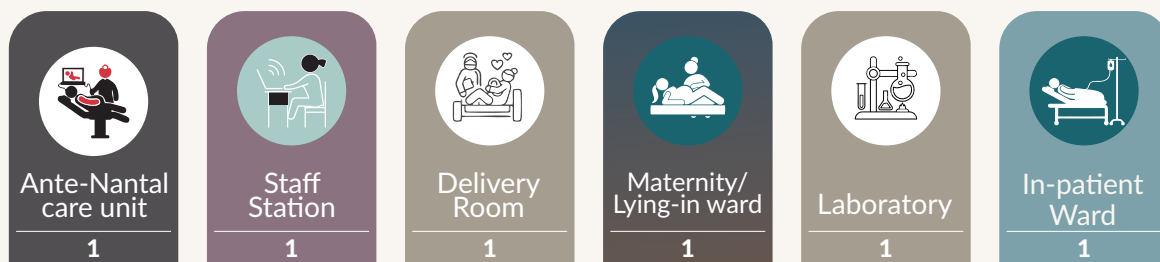 Ante-Nantal
care unit
1
Staff
Station
1
Delivery
Room
1
Maternity/
Lying-in ward
1
Laboratory
1
In-patient
Ward
1